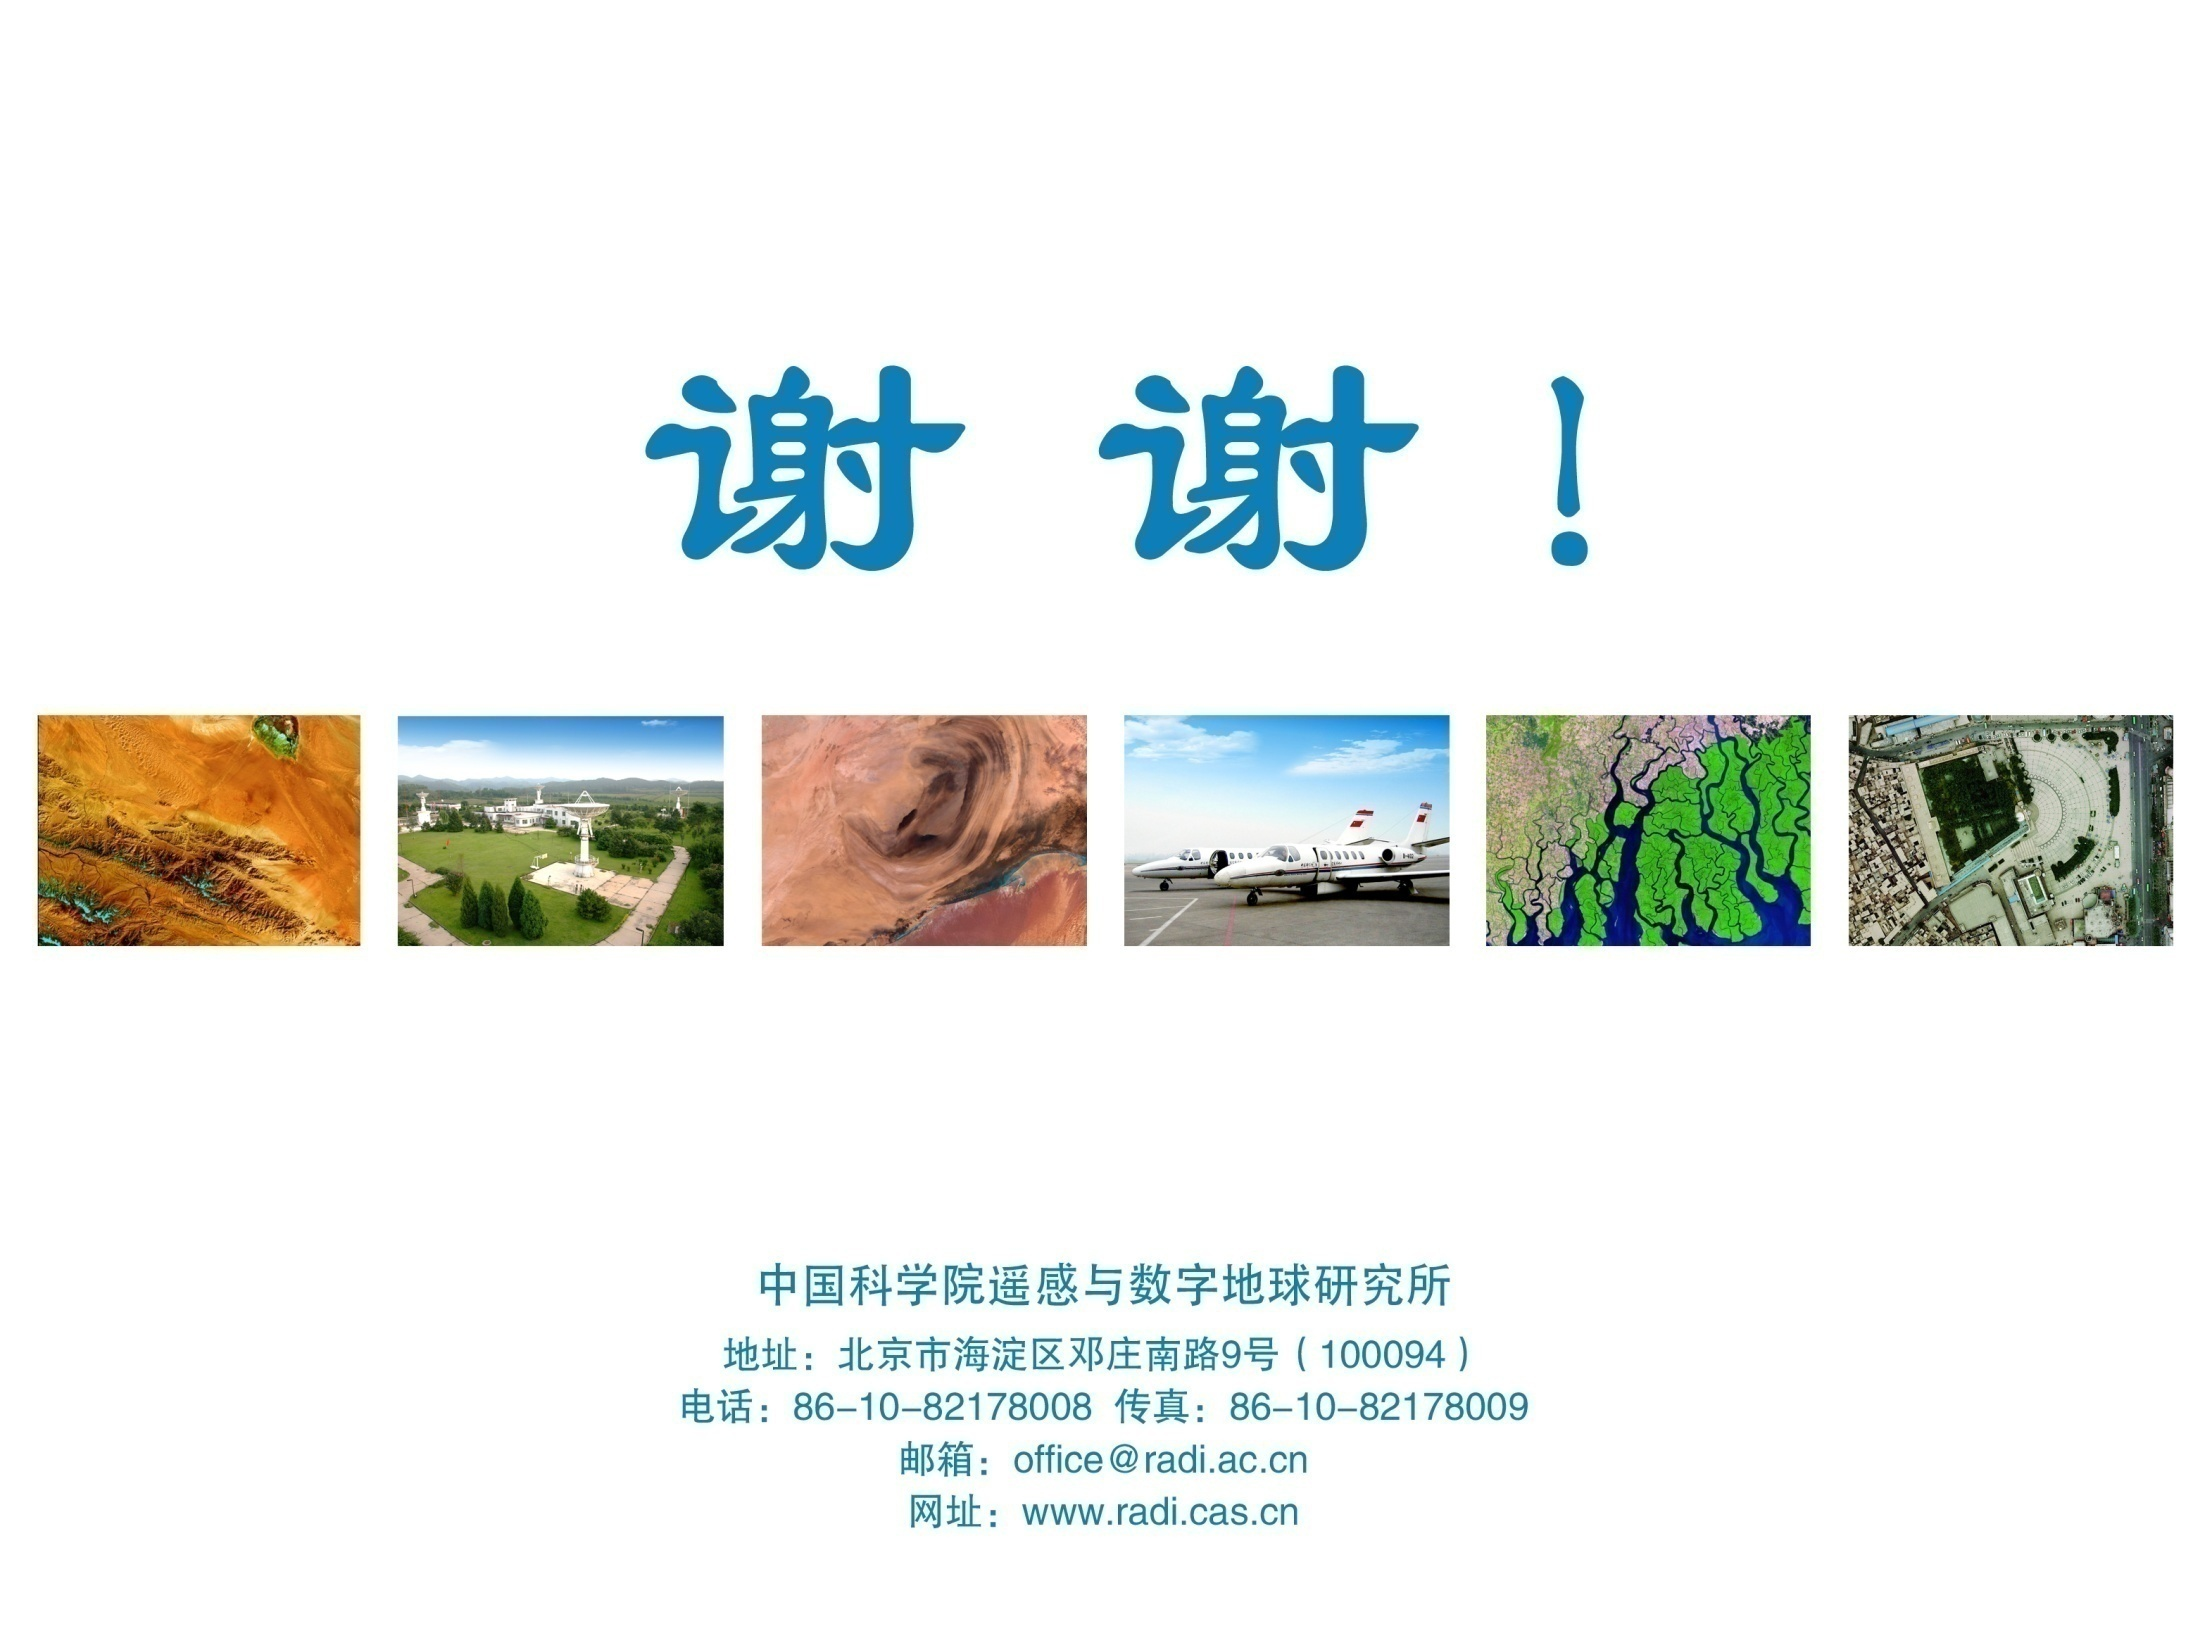 谢 谢 ！
中国科学院遥感与数字地球研究所
地址：北京市海淀区邓庄南路9号（100094）
电话：86-10-82178008 传真：86-10-82178009
邮箱：office@radi.ac.cn
网址：www.radi.cas.cn